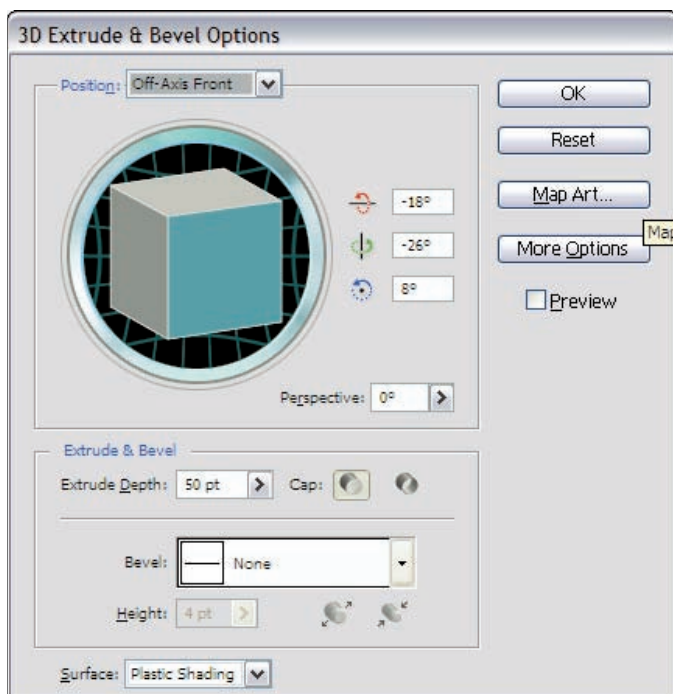 3D Extrude & Bevel Options
Position: Off-Axis Front
OK
Reset
Map Art...
Map
More Options
Preview
-18°
-26°
8°
Perspective: 0°
Extrude & Bevel
Extrude Depth: 50 pt Cap:
Bevel: None
Height: 4 pt
Surface: Plastic Shading